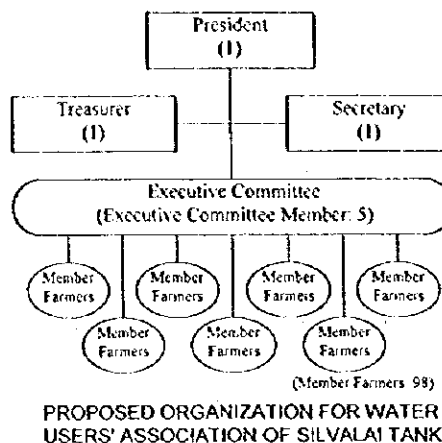 President
(1)
Treasurer
(1)
Secretary
(1)
Executive Committee
(Executive Committee Member: 5)
Member
Farmers
Member
Farmers
Member
Farmers
Member
Farmers
Member
Farmers
Member
Farmers
Member
Farmers
(Member Farmers 98)
PROPOSED ORGANIZATION FOR WATER
USERS' ASSOCIATION OF SILVALAI TANK